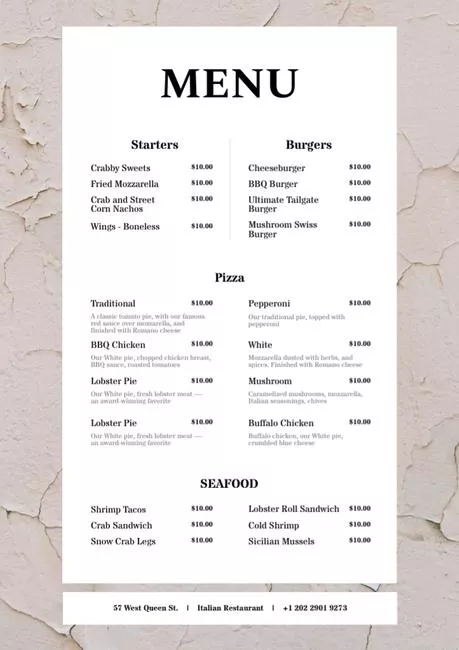 MENU
Starters
Crabby Sweets $10.00
Fried Mozzarella $10.00
Crab and Street $10.00
Corn Nachos
Wings - Boneless $10.00
Burgers
Cheeseburger $10.00
BBQ Burger $10.00
Ultimate Tailgate $10.00
Burger
Mushroom Swiss $10.00
Burger
Pizza
Traditional $10.00
A classic tomato pie, with our famous
red sauce over mozzarella, and
finished with Romano cheese
BBQ Chicken $10.00
Our White pie, chopped chicken breast,
BBQ sauce, roasted tomatoes
Lobster Pie $10.00
Our White pie, fresh lobster meat —
an award-winning favorite
Lobster Pie $10.00
Our White pie, fresh lobster meat —
an award-winning favorite
Pepperoni $10.00
Our traditional pie, topped with
pepperoni
White $10.00
Mozzarella dusted with herbs, and
spices. Finished with Romano cheese
Mushroom $10.00
Caramelized mushrooms, mozzarella,
Italian seasonings, chives
Buffalo Chicken $10.00
Buffalo chicken, our White pie,
crumbled blue cheese
SEAFOOD
Shrimp Tacos $10.00
Crab Sandwich $10.00
Snow Crab Legs $10.00
Lobster Roll Sandwich $10.00
Cold Shrimp $10.00
Sicilian Mussels $10.00
57 West Queen St. | Italian Restaurant | +1 202 2901 9273